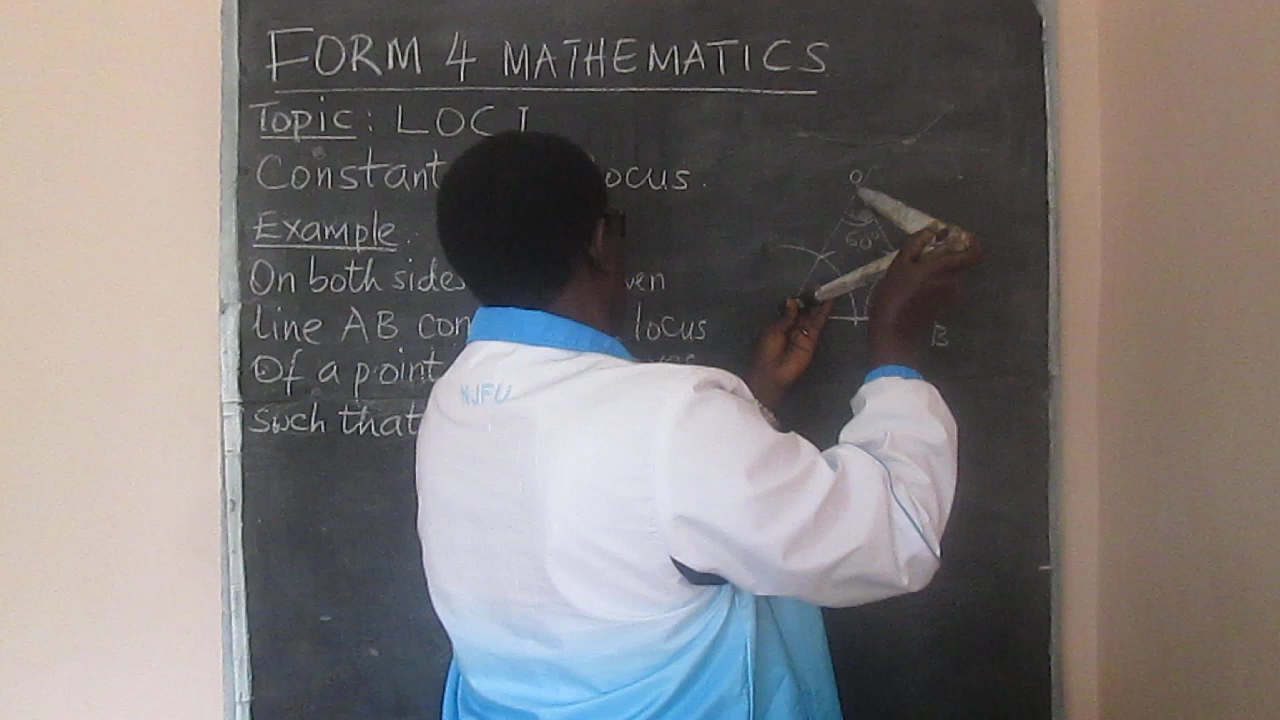 FORM 4 MATHEMATICS
Topic: LOCI
Constant ocus.
Example
On both sides ven
line AB con locus
Of a point
such that
O
60°
B
NJFU